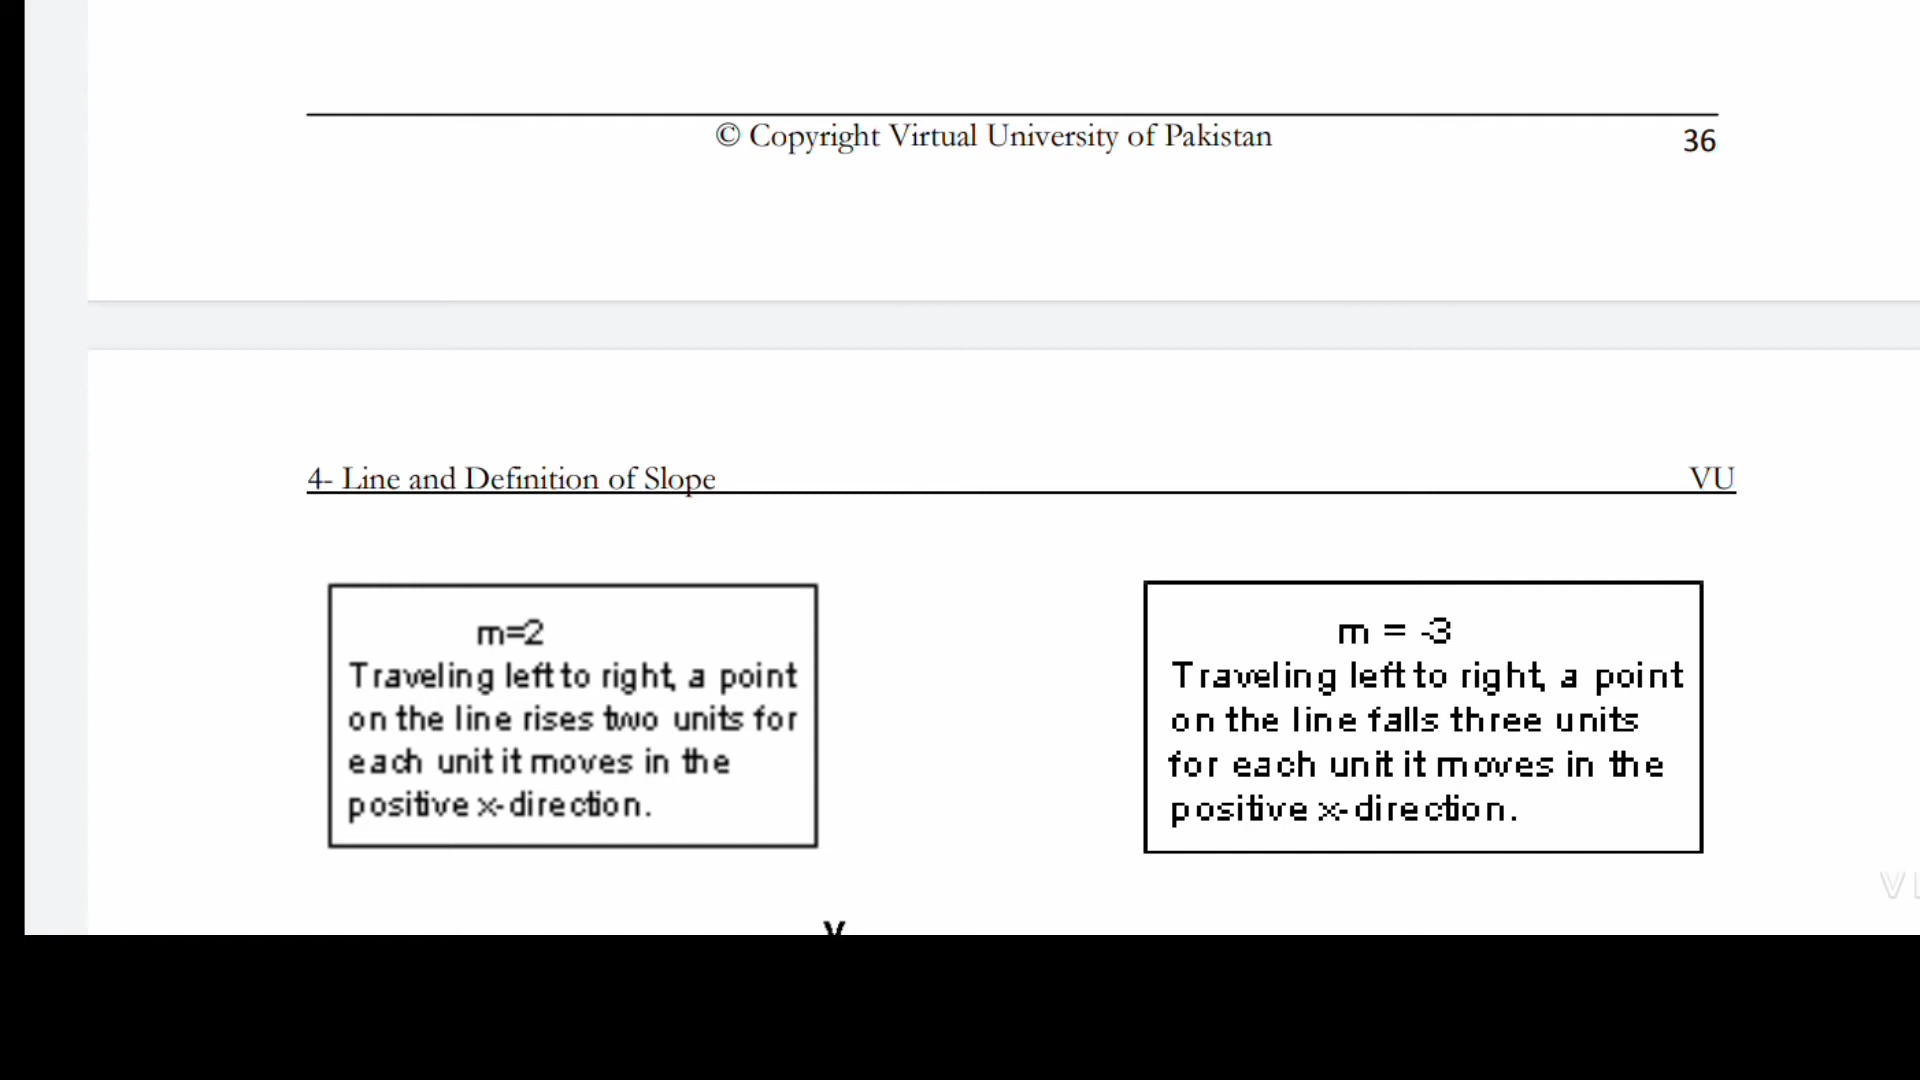 © Copyright Virtual University of Pakistan 36
4- Line and Definition of Slope VU
m=2
Traveling left to right, a point
on the line rises two units for
each unit it moves in the
positive x-direction.
m = -3
Traveling left to right, a point
on the line falls three units
for each unit it moves in the
positive x-direction.